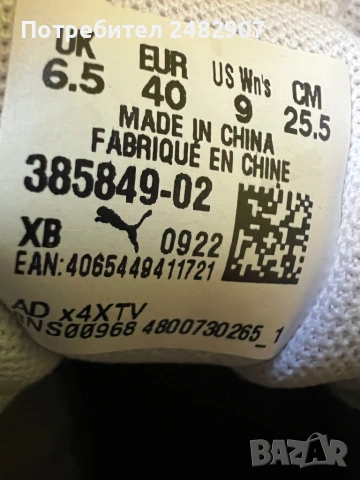 Потребител 2482907
UK EUR US Wn's CM
6.5 40 9 25.5
MADE IN CHINA
FABRIQUÉ EN CHINE
385849-02
XB 0922
EAN:4065449411721
AD x4XTV
RNS00968 4800730265_1
BAZAR